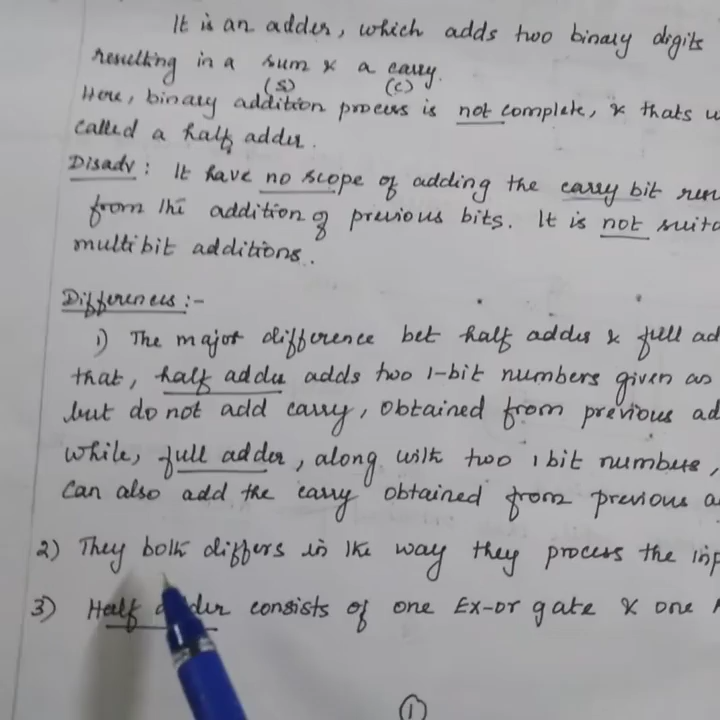 It is an adder, which adds two binary digits
resulting in a sum & a carry.
(S) (C)
Here, binary addition process is not complete, & thats
called a half adder.
Disadv: It have no scope of adding the carry bit
from the addition of previous bits. It is not
multibit additions.
Differences:-
1) The major difference bet half adder & full
that, half adder adds two 1-bit numbers given as
but do not add carry, obtained from previous
while, full adder, along with two 1 bit numbers,
can also add the carry obtained from previous
2) They both differs in the way they process the
3) Half adder consists of one Ex-or gate & one
1